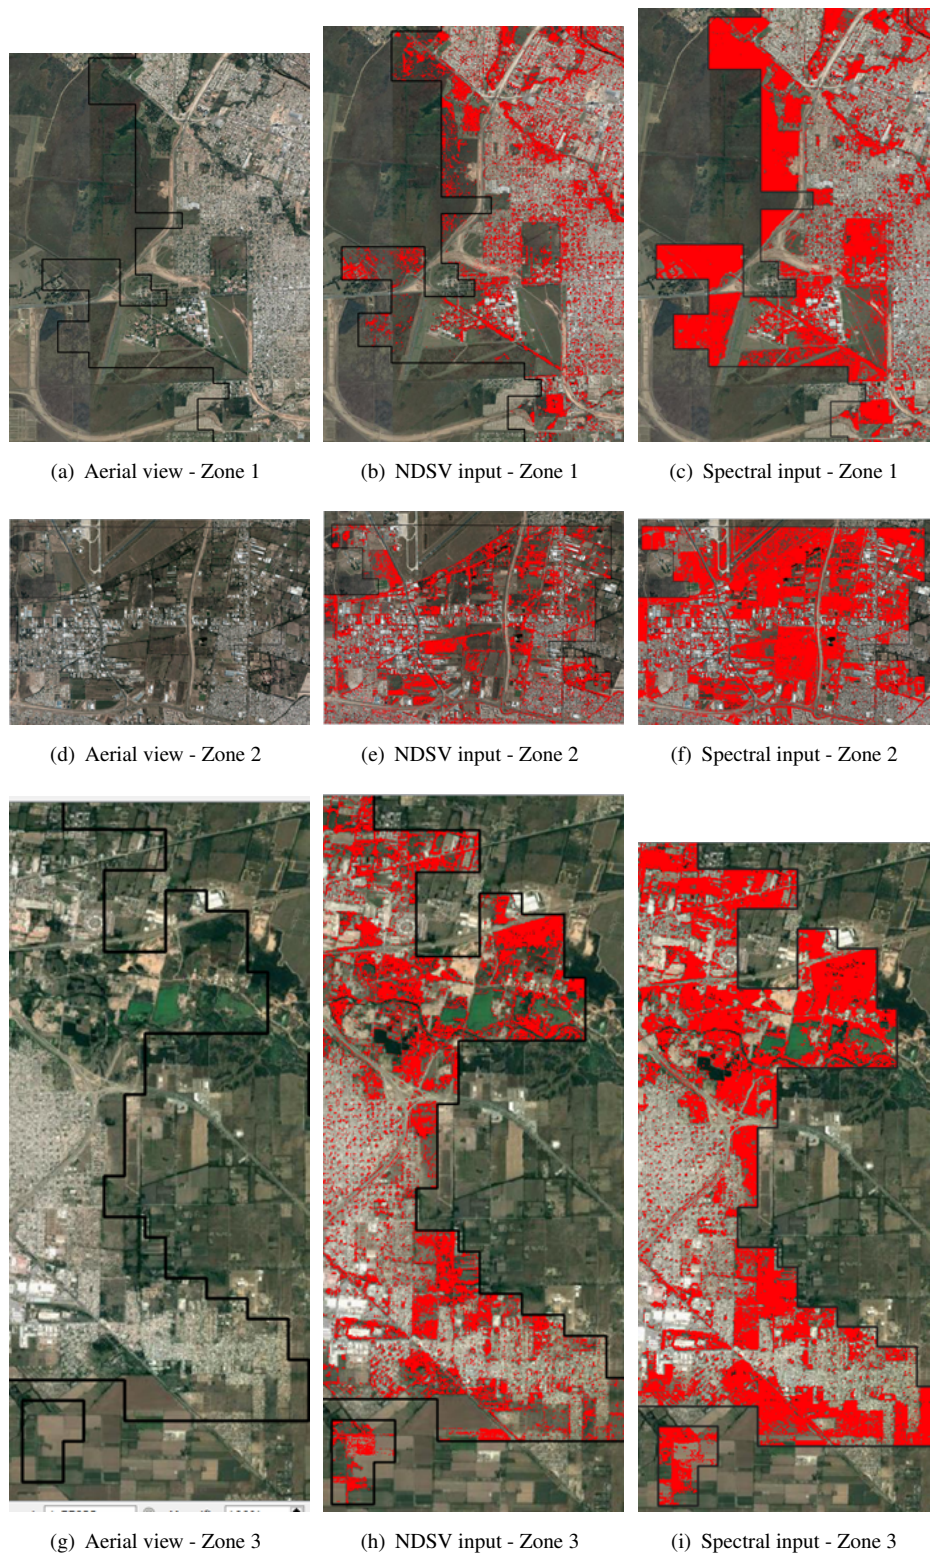 (a) Aerial view - Zone 1
(b) NDSV input - Zone 1
(c) Spectral input - Zone 1
(d) Aerial view - Zone 2
(e) NDSV input - Zone 2
(f) Spectral input - Zone 2
(g) Aerial view - Zone 3
(h) NDSV input - Zone 3
(i) Spectral input - Zone 3